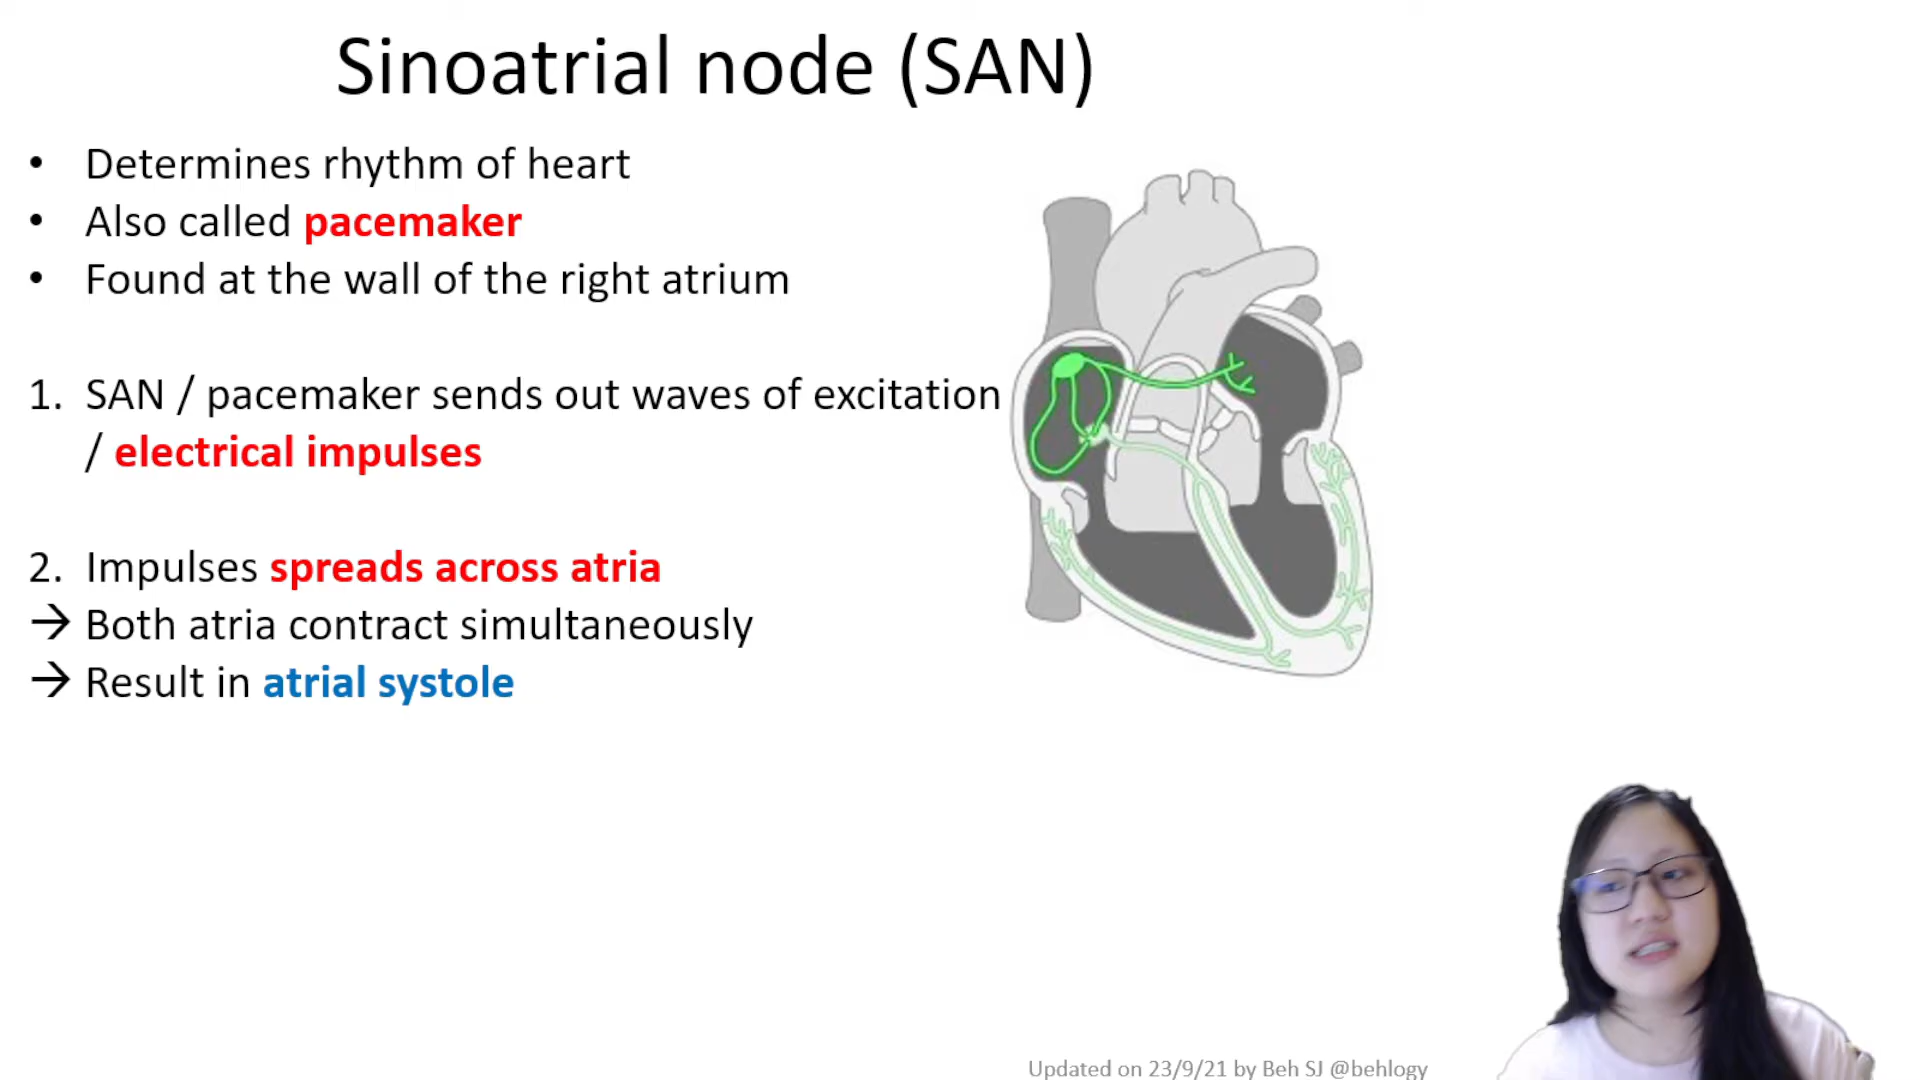 Sinoatrial node (SAN)
• Determines rhythm of heart
• Also called pacemaker
• Found at the wall of the right atrium
1. SAN / pacemaker sends out waves of excitation
/ electrical impulses
2. Impulses spreads across atria
→ Both atria contract simultaneously
→ Result in atrial systole
Updated on 23/9/21 by Beh SJ @behlogy